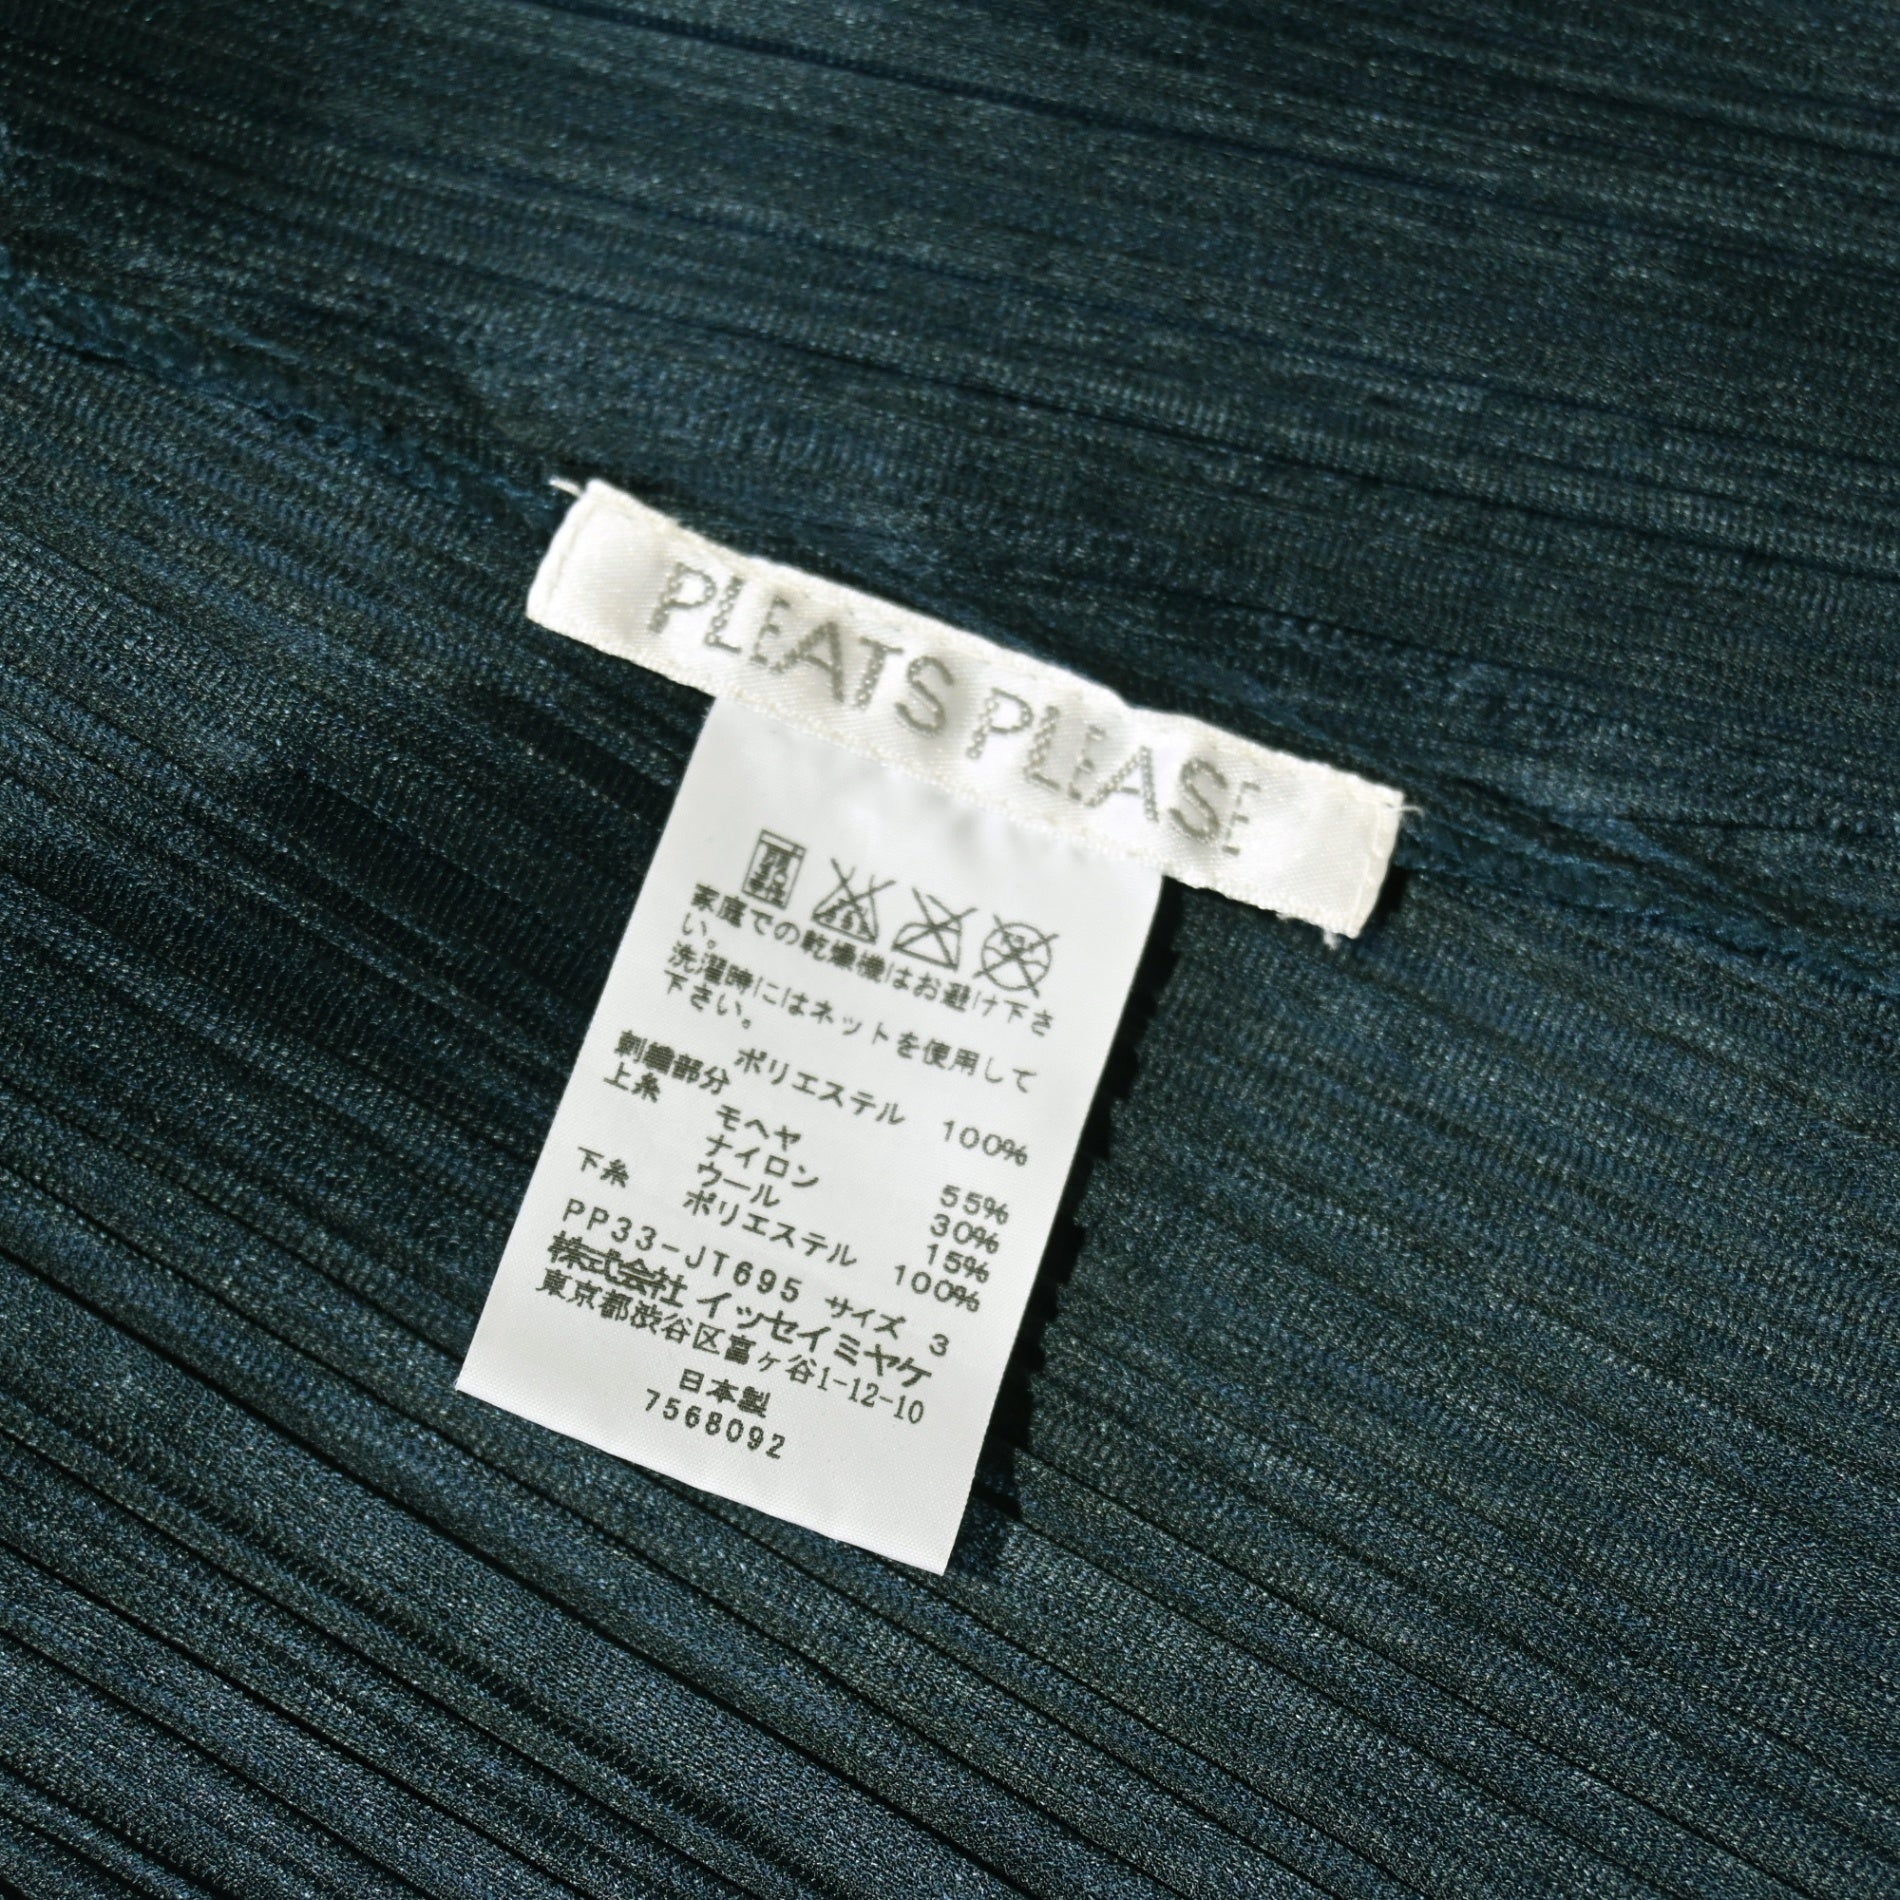 PLEATS PLEASE
家庭での乾燥機はお避け下さ
い。
洗濯時にはネットを使用して
下さい。
ポリエステル 100%
刺繍部分
上糸 モヘヤ 55%
ナイロン 30%
ウール 15%
下糸 ポリエステル 100%
PP33-JT695 サイズ 3
株式会社 イッセイミヤケ
東京都渋谷区富ヶ谷1-12-10
日本製
7568092